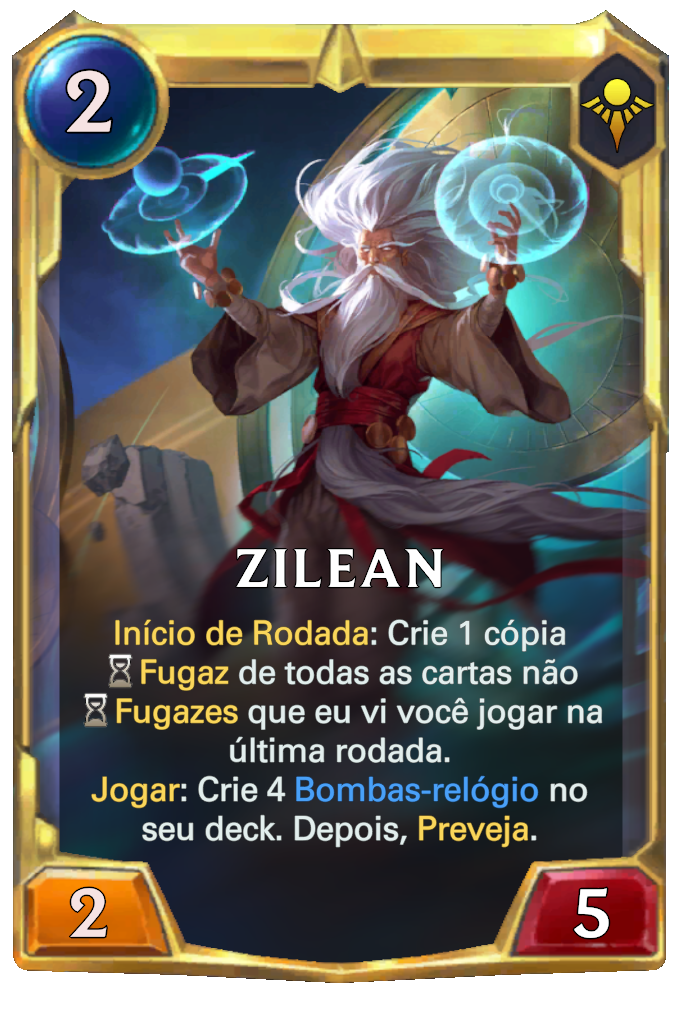 2
ZILEAN
Início de Rodada: Crie 1 cópia
Fugaz de todas as cartas não
Fugazes que eu vi você jogar na
última rodada.
Jogar: Crie 4 Bombas-relógio no
seu deck. Depois, Preveja.
2
5